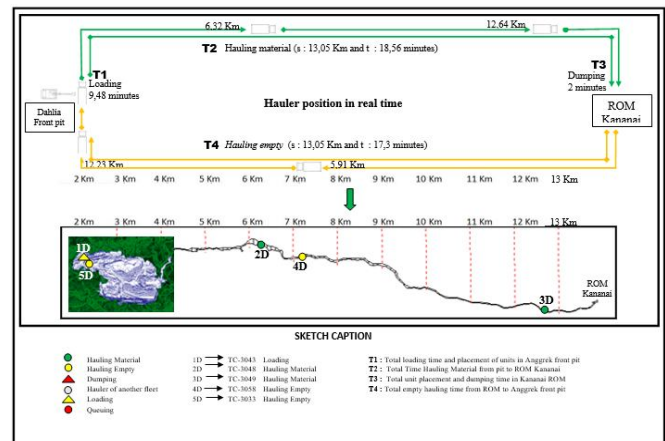 6,32 Km
12,64 Km
T2 Hauling material (s : 13,05 Km and t : 18,56 minutes)
T1
Loading
9,48 minutes
T3
Dumping
2 minutes
Hauler position in real time
Dahlia
Front pit
ROM
Kananai
T4 Hauling empty (s : 13,05 Km and t : 17,3 minutes)
12,23 Km
5,91 Km
2 Km 3 Km 4 Km 5 Km 6 Km 7 Km 8 Km 9 Km 10 Km 11 Km 12 Km 13 Km
2 Km 3 Km 4 Km 5 Km 6 Km 7 Km 8 Km 9 Km 10 Km 11 Km 12 Km 13 Km
1D
5D
2D
4D
3D
ROM
Kananai
SKETCH CAPTION
Hauling Material
Hauling Empty
Dumping
Hauler of another fleet
Loading
Queuing
1D TC-3043 Loading
2D TC-3048 Hauling Material
3D TC-3049 Hauling Material
4D TC-3058 Hauling Empty
5D TC-3033 Hauling Empty
T1 : Total loading time and placement of units in Anggrek front pit
T2 : Total Time Hauling Material from pit to ROM Kananai
T3 : Total unit placement and dumping time in Kananai ROM
T4 : Total empty hauling time from ROM to Anggrek front pit